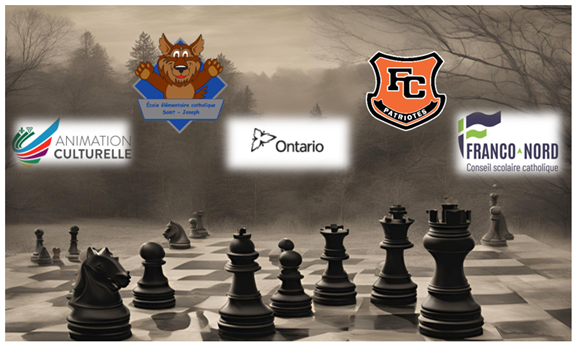 École élémentaire catholique
Saint - Joseph
FC
PATRIOTES
ANIMATION
CULTURELLE
Ontario
FRANCO-NORD
Conseil scolaire catholique